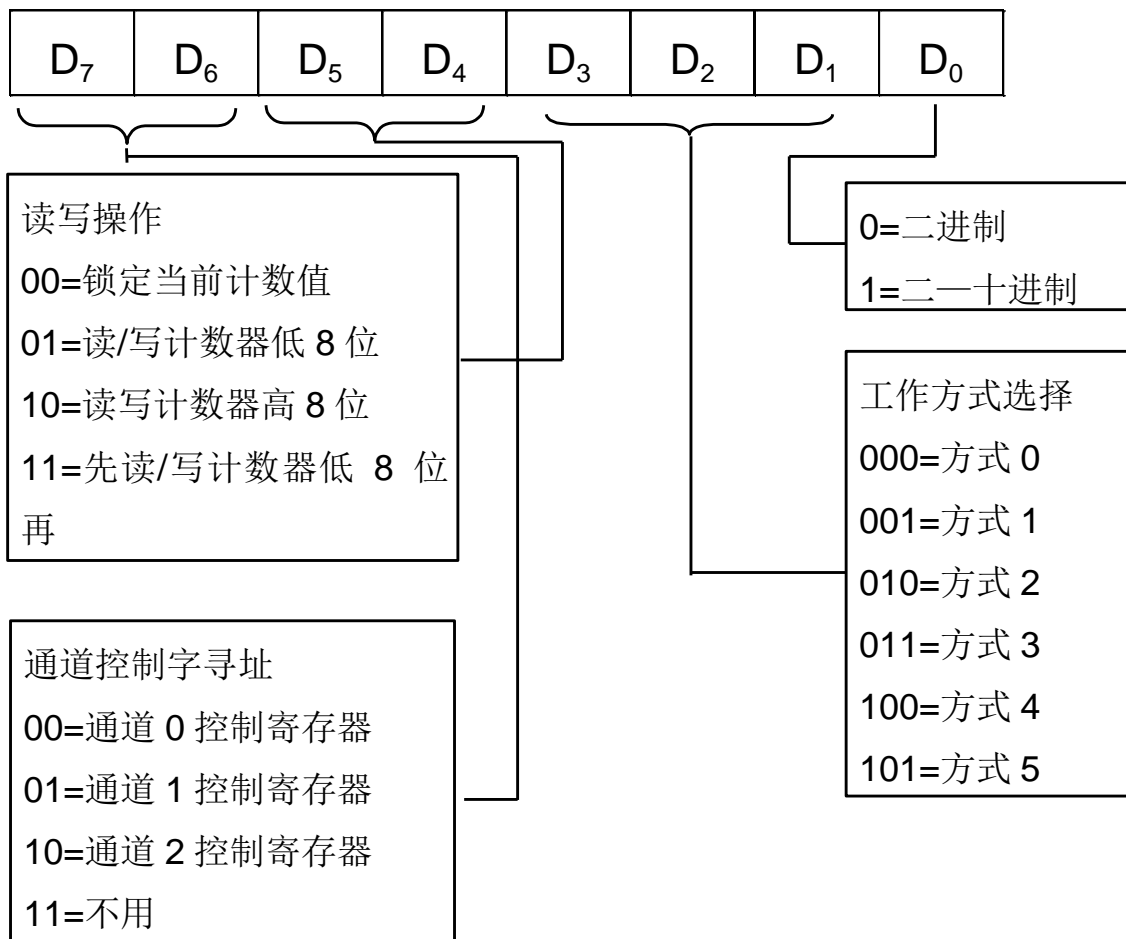 D₇ D₆ D₅ D₄ D₃ D₂ D₁ D₀
读写操作
00=锁定当前计数值
01=读/写计数器低 8 位
10=读写计数器高 8 位
11=先读/写计数器低 8 位
再
0=二进制
1=二—十进制
工作方式选择
000=方式 0
001=方式 1
010=方式 2
011=方式 3
100=方式 4
101=方式 5
通道控制字寻址
00=通道 0 控制寄存器
01=通道 1 控制寄存器
10=通道 2 控制寄存器
11=不用